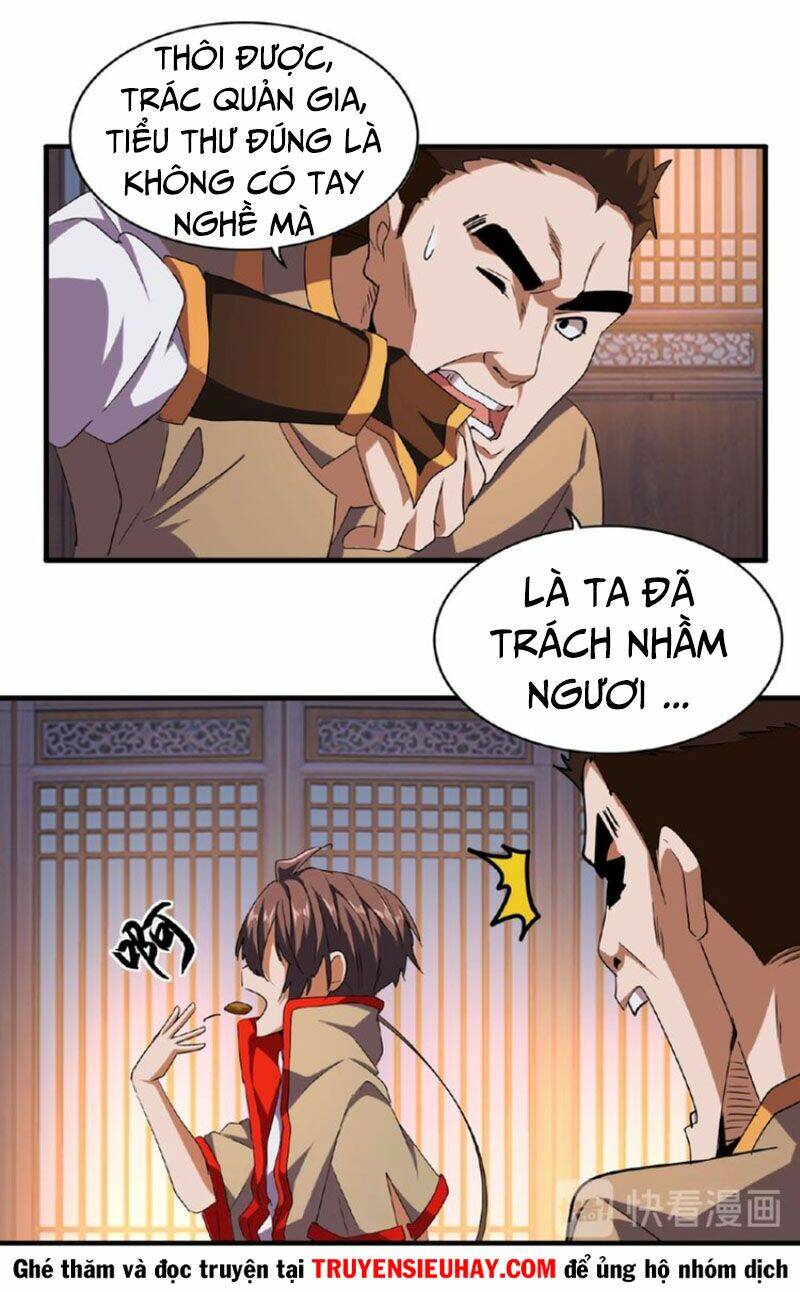 THÔI ĐƯỢC,
TRÁC QUẢN GIA,
TIỂU THƯ ĐÚNG LÀ
KHÔNG CÓ TAY
NGHỀ MÀ
LÀ TA ĐÃ
TRÁCH NHẦM
NGƯƠI ...
啊
快看漫画
Ghé thăm và đọc truyện tại TRUYENSIEUHAY.COM để ủng hộ nhóm dịch